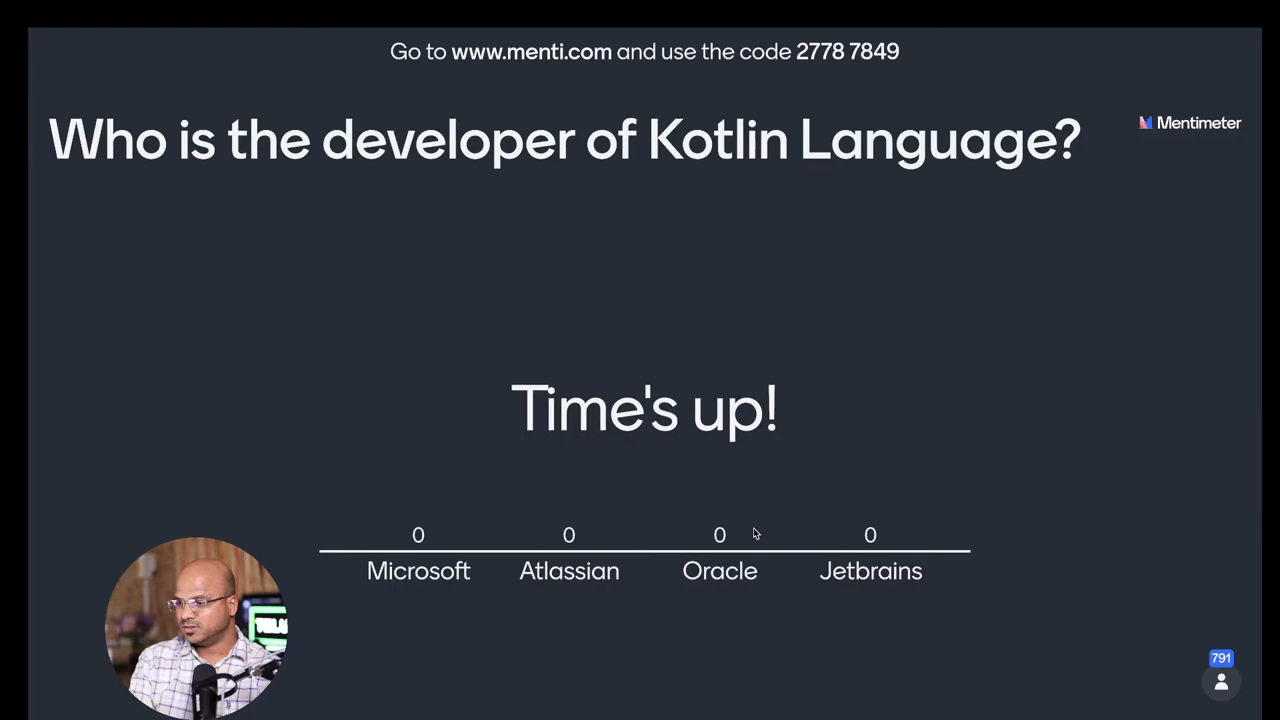 Go to www.menti.com and use the code 2778 7849
Who is the developer of Kotlin Language?
Mentimeter
Time's up!
0 0 0 0
Microsoft Atlassian Oracle Jetbrains
791